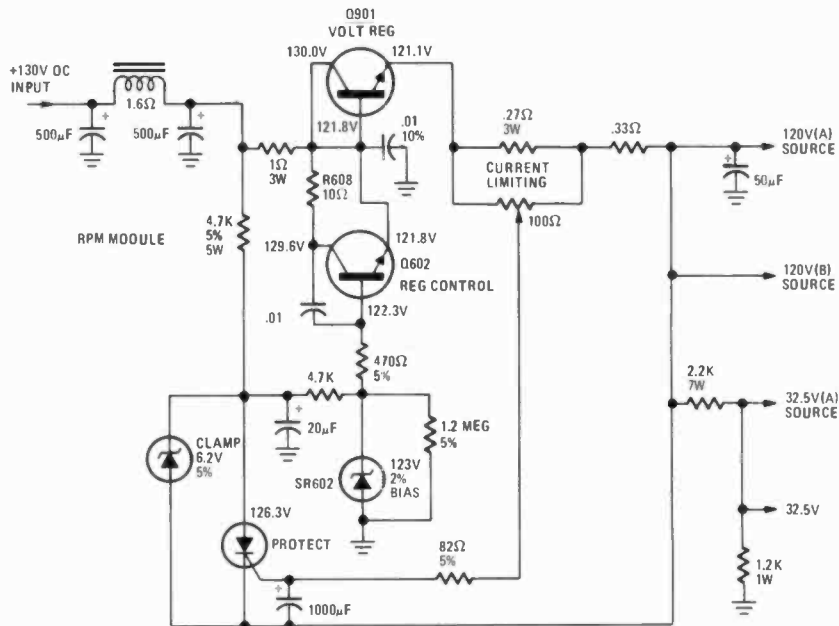 Q901
VOLT REG
+130V DC
INPUT
130.0V
121.1V
1.6Ω
+
500µF
+
500µF
121.8V
.01
10%
1Ω
3W
.27Ω
3W
.33Ω
CURRENT
LIMITING
100Ω
120V(A)
SOURCE
+
50µF
R608
10Ω
4.7K
5%
5W
RPM MODULE
129.6V
121.8V
Q602
REG CONTROL
120V(B)
SOURCE
.01
122.3V
470Ω
5%
4.7K
+
20µF
1.2 MEG
5%
2.2K
7W
32.5V(A)
SOURCE
CLAMP
6.2V
5%
SR602
123V
2%
BIAS
32.5V
126.3V
PROTECT
82Ω
5%
1.2K
1W
+
1000µF